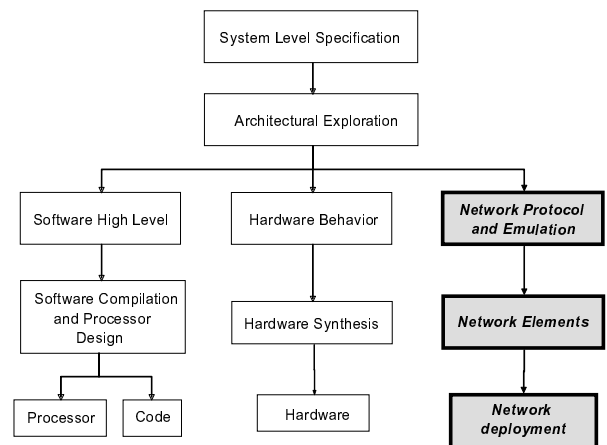 System Level Specification
Architectural Exploration
Software High Level
Hardware Behavior
Network Protocol
and Emulation
Software Compilation
and Processor
Design
Hardware Synthesis
Network Elements
Processor
Code
Hardware
Network
deployment